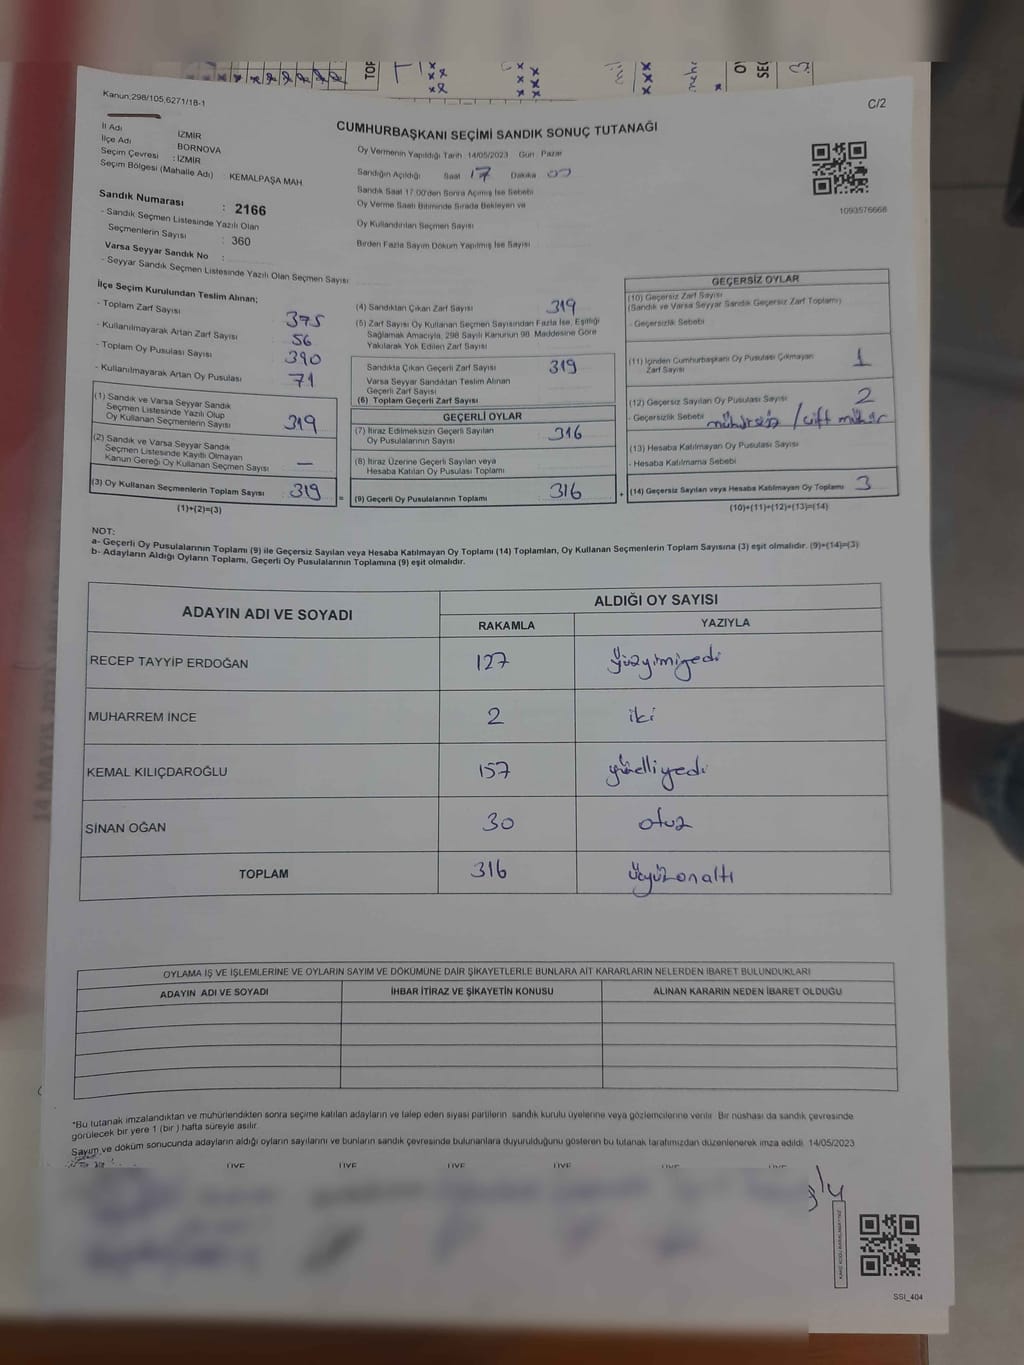 Kanun;298/105,6271/18-1
C/2
CUMHURBAŞKANI SEÇİMİ SANDIK SONUÇ TUTANAĞI
İl Adı İZMİR
İlçe Adı BORNOVA
Seçim Çevresi : İZMİR
Seçim Bölgesi (Mahalle Adı) KEMALPAŞA MAH
Sandık Numarası : 2166
- Sandık Seçmen Listesinde Yazılı Olan
Seçmenlerin Sayısı : 360
Varsa Seyyar Sandık No :
- Seyyar Sandık Seçmen Listesinde Yazılı Olan Seçmen Sayısı
Oy Vermenin Yapıldığı Tarih 14/05/2023 Gün Pazar
Sandığın Açıldığı Saat 17 Dakika 00
Sandık Saat 17:00'den Sonra Açılmış İse Sebebi
Oy Verme Saati Bitiminde Sırada Bekleyen ve
Oy Kullandırılan Seçmen Sayısı
Birden Fazla Sayım Döküm Yapılmış İse Sayısı
1093576668
İlçe Seçim Kurulundan Teslim Alınan;
- Toplam Zarf Sayısı 375
- Kullanılmayarak Artan Zarf Sayısı 56
- Toplam Oy Pusulası Sayısı 390
- Kullanılmayarak Artan Oy Pusulası 71
(1) Sandık ve Varsa Seyyar Sandık
Seçmen Listesinde Yazılı Olup
Oy Kullanan Seçmenlerin Sayısı 319
(2) Sandık ve Varsa Seyyar Sandık
Seçmen Listesinde Kayıtlı Olmayan
Kanun Gereği Oy Kullanan Seçmen Sayısı —
(3) Oy Kullanan Seçmenlerin Toplam Sayısı 319 =
(1)+(2)=(3)
(4) Sandıktan Çıkan Zarf Sayısı 319
(5) Zarf Sayısı Oy Kullanan Seçmen Sayısından Fazla İse, Eşitliği
Sağlamak Amacıyla, 298 Sayılı Kanunun 98. Maddesine Göre
Yakılarak Yok Edilen Zarf Sayısı
Sandıkta Çıkan Geçerli Zarf Sayısı 319
Varsa Seyyar Sandıktan Teslim Alınan
Geçerli Zarf Sayısı
(6) Toplam Geçerli Zarf Sayısı
GEÇERLİ OYLAR
(7) İtiraz Edilmeksizin Geçerli Sayılan
Oy Pusulalarının Sayısı 316
(8) İtiraz Üzerine Geçerli Sayılan veya
Hesaba Katılan Oy Pusulası Toplamı
(9) Geçerli Oy Pusulalarının Toplamı 316 +
GEÇERSİZ OYLAR
(10) Geçersiz Zarf Sayısı
(Sandık ve Varsa Seyyar Sandık Geçersiz Zarf Toplamı)
- Geçersizlik Sebebi
(11) İçinden Cumhurbaşkanı Oy Pusulası Çıkmayan
Zarf Sayısı 1
(12) Geçersiz Sayılan Oy Pusulası Sayısı 2
- Geçersizlik Sebebi mühürsüz / çift mühür
(13) Hesaba Katılmayan Oy Pusulası Sayısı
- Hesaba Katılmama Sebebi
(14) Geçersiz Sayılan veya Hesaba Katılmayan Oy Toplamı 3
(10)+(11)+(12)+(13)=(14)
NOT:
a- Geçerli Oy Pusulalarının Toplamı (9) ile Geçersiz Sayılan veya Hesaba Katılmayan Oy Toplamı (14) Toplamları, Oy Kullanan Seçmenlerin Toplam Sayısına (3) eşit olmalıdır. (9)+(14)=(3)
b- Adayların Aldığı Oyların Toplamı, Geçerli Oy Pusulalarının Toplamına (9) eşit olmalıdır.
ADAYIN ADI VE SOYADI ALDIĞI OY SAYISI
RAKAMLA YAZIYLA
RECEP TAYYİP ERDOĞAN 127 yüzyirmiyedi
MUHARREM İNCE 2 iki
KEMAL KILIÇDAROĞLU 157 yüzelliyedi
SİNAN OĞAN 30 otuz
TOPLAM 316 üçyüzonaltı
OYLAMA İŞ VE İŞLEMLERİNE VE OYLARIN SAYIM VE DÖKÜMÜNE DAİR ŞİKAYETLERLE BUNLARA AİT KARARLARIN NELERDEN İBARET BULUNDUKLARI
ADAYIN ADI VE SOYADI İHBAR İTİRAZ VE ŞİKAYETİN KONUSU ALINAN KARARIN NEDEN İBARET OLDUĞU
*Bu tutanak imzalandıktan ve mühürlendikten sonra seçime katılan adayların ve talep eden siyasi partilerin sandık kurulu üyelerine veya gözlemcilerine verilir. Bir nüshası da sandık çevresinde
görülecek bir yere 1 (bir) hafta süreyle asılır.
Sayım ve döküm sonucunda adayların aldığı oyların sayılarını ve bunların sandık çevresinde bulunanlara duyurulduğunu gösteren bu tutanak tarafımızdan düzenlenerek imza edildi. 14/05/2023
SSİ_404